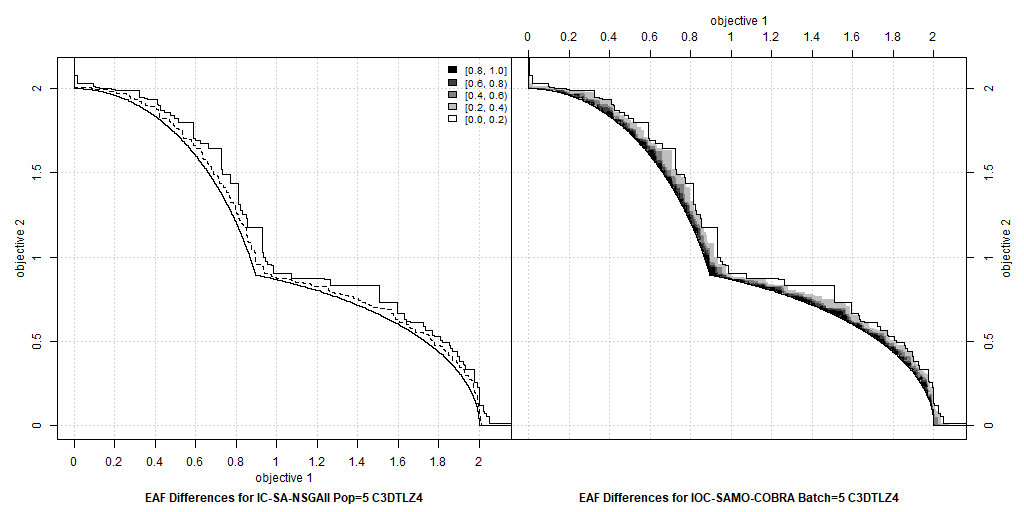 objective 1
0 0.2 0.4 0.6 0.8 1 1.2 1.4 1.6 1.8 2
[0.8, 1.0]
[0.6, 0.8)
[0.4, 0.6)
[0.2, 0.4)
[0.0, 0.2)
objective 2
2
1.5
1
0.5
0
2
1.5
1
0.5
0
objective 2
0 0.2 0.4 0.6 0.8 1 1.2 1.4 1.6 1.8 2
objective 1
EAF Differences for IC-SA-NSGAII Pop=5 C3DTLZ4
EAF Differences for IOC-SAMO-COBRA Batch=5 C3DTLZ4